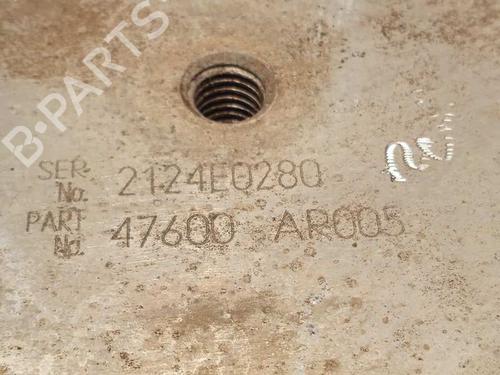 B-PARTS
SER. No. 2124E0280
PART No. 47600 AR005